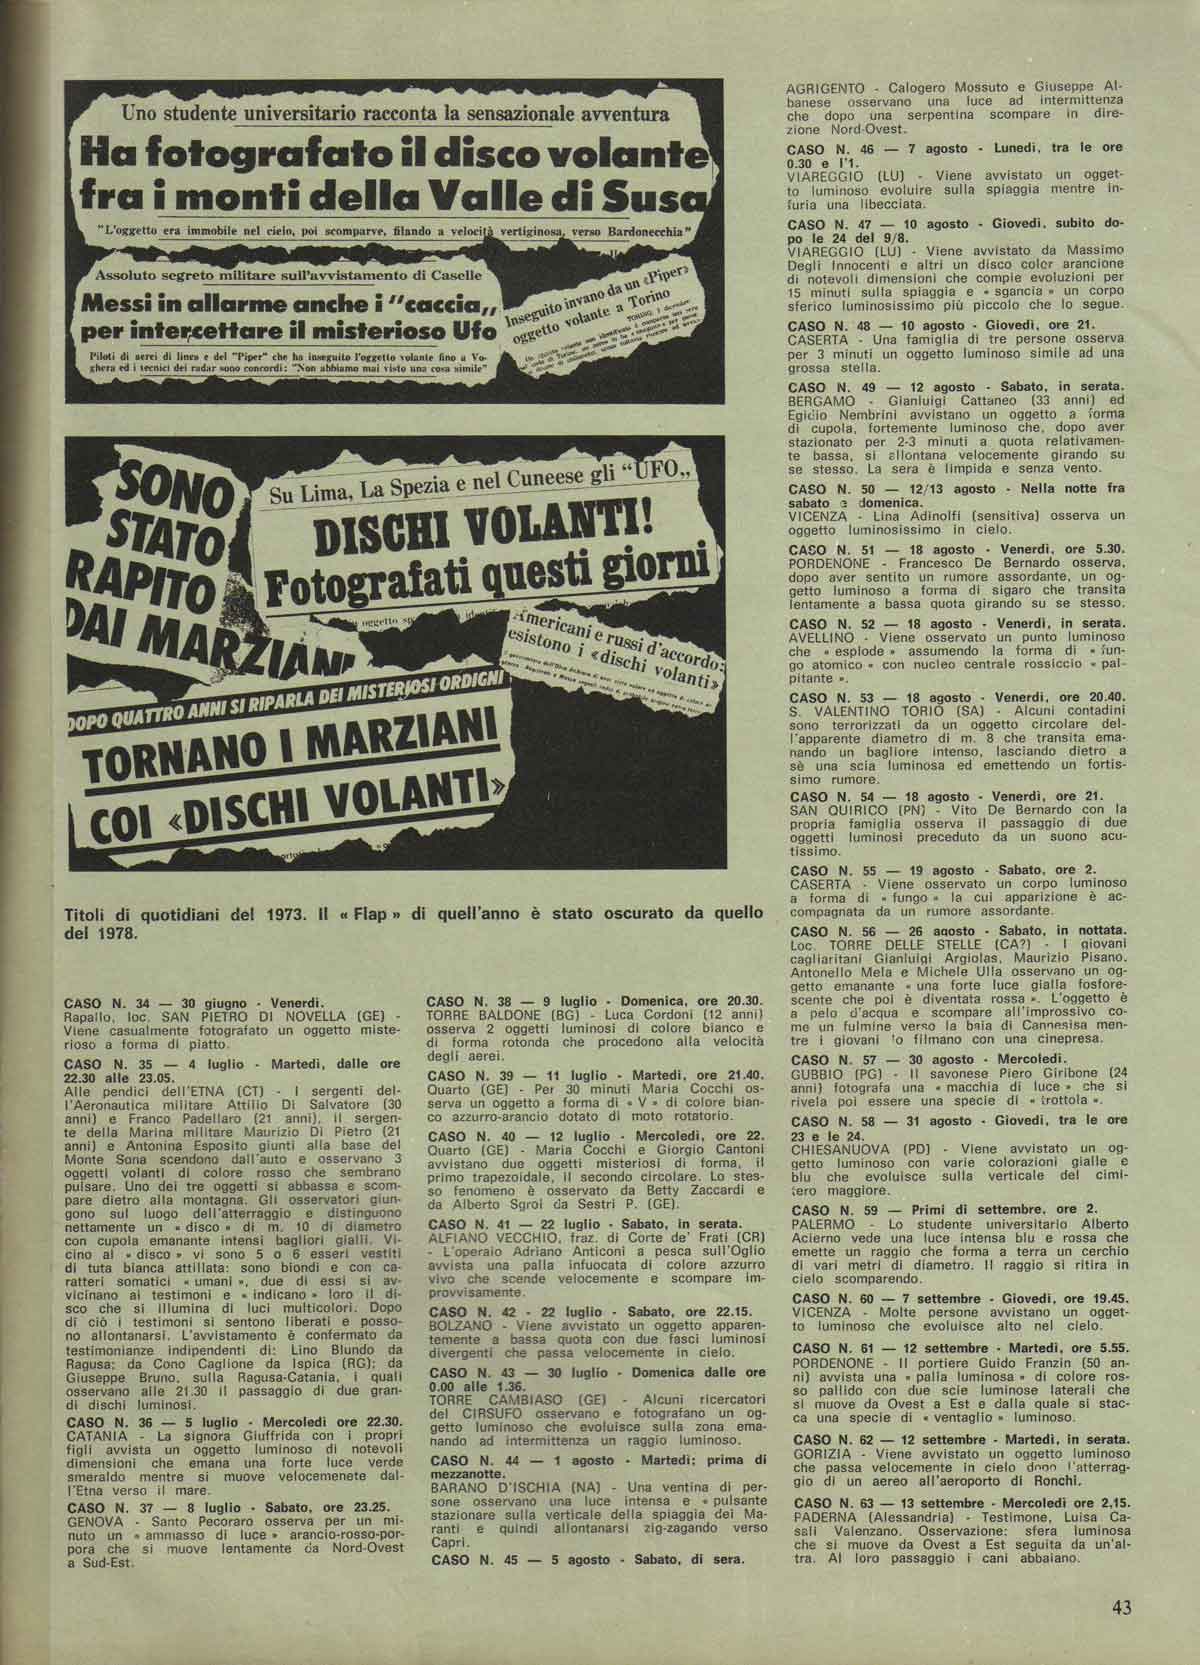 Uno studente universitario racconta la sensazionale avventura
Ha fotografato il disco volante
fra i monti della Valle di Susa
"L'oggetto era immobile nel cielo, poi scomparve, filando a velocità vertiginosa, verso Bardonecchia"
Assoluto segreto militare sull'avvistamento di Caselle
Messi in allarme anche i "caccia„
per intercettare il misterioso Ufo
Piloti di aerei di linea e del "Piper" che ha inseguito l'oggetto volante fino a Vo-
ghera ed i tecnici dei radar sono concordi: "Non abbiamo mai visto una cosa simile"
Inseguito invano da un «Piper»
oggetto volante a Torino
SONO
STATO
RAPITO
DAI MARZIANI
Su Lima, La Spezia e nel Cuneese gli "UFO„
DISCHI VOLANTI!
Fotografati questi giorni
Americani e russi d'accordo:
esistono i «dischi volanti»
DOPO QUATTRO ANNI SI RIPARLA DEI MISTERIOSI ORDIGNI
TORNANO I MARZIANI
COI «DISCHI VOLANTI»
Titoli di quotidiani del 1973. Il « Flap » di quell'anno è stato oscurato da quello
del 1978.
CASO N. 34 — 30 giugno - Venerdì.
Rapallo, loc. SAN PIETRO DI NOVELLA (GE) -
Viene casualmente fotografato un oggetto miste-
rioso a forma di piatto.
CASO N. 35 — 4 luglio - Martedì, dalle ore
22.30 alle 23.05.
Alle pendici dell'ETNA (CT) - I sergenti del-
l'Aeronautica militare Attilio Di Salvatore (30
anni) e Franco Padellaro (21 anni), il sergen-
te della Marina militare Maurizio Di Pietro (21
anni) e Antonina Esposito giunti alla base del
Monte Sona scendono dall'auto e osservano 3
oggetti volanti di colore rosso che sembrano
pulsare. Uno dei tre oggetti si abbassa e scom-
pare dietro alla montagna. Gli osservatori giun-
gono sul luogo dell'atterraggio e distinguono
nettamente un « disco » di m. 10 di diametro
con cupola emanante intensi bagliori gialli. Vi-
cino al « disco » vi sono 5 o 6 esseri vestiti
di tuta bianca attillata: sono biondi e con ca-
ratteri somatici « umani », due di essi si av-
vicinano ai testimoni e « indicano » loro il di-
sco che si illumina di luci multicolori. Dopo
di ciò i testimoni si sentono liberati e posso-
no allontanarsi. L'avvistamento è confermato da
testimonianze indipendenti di: Lino Blundo da
Ragusa; da Cono Caglione da Ispica (RG); da
Giuseppe Bruno, sulla Ragusa-Catania, i quali
osservano alle 21.30 il passaggio di due gran-
di dischi luminosi.
CASO N. 36 — 5 luglio - Mercoledì ore 22.30.
CATANIA - La signora Giuffrida con i propri
figli avvista un oggetto luminoso di notevoli
dimensioni che emana una forte luce verde
smeraldo mentre si muove velocemenete dal-
l'Etna verso il mare.
CASO N. 37 — 8 luglio - Sabato, ore 23.25.
GENOVA - Santo Pecoraro osserva per un mi-
nuto un « ammasso di luce » arancio-rosso-por-
pora che si muove lentamente da Nord-Ovest
a Sud-Est.
CASO N. 38 — 9 luglio - Domenica, ore 20.30.
TORRE BALDONE (BG) - Luca Cordoni (12 anni)
osserva 2 oggetti luminosi di colore bianco e
di forma rotonda che procedono alla velocità
degli aerei.
CASO N. 39 — 11 luglio - Martedì, ore 21.40.
Quarto (GE) - Per 30 minuti Maria Cocchi os-
serva un oggetto a forma di « V » di colore bian-
co azzurro-arancio dotato di moto rotatorio.
CASO N. 40 — 12 luglio - Mercoledì, ore 22.
Quarto (GE) - Maria Cocchi e Giorgio Cantoni
avvistano due oggetti misteriosi di forma, il
primo trapezoidale, il secondo circolare. Lo stes-
so fenomeno è osservato da Betty Zaccardi e
da Alberto Sgroi da Sestri P. (GE).
CASO N. 41 — 22 luglio - Sabato, in serata.
ALFIANO VECCHIO, fraz. di Corte de' Frati (CR)
- L'operaio Adriano Anticoni a pesca sull'Oglio
avvista una palla infuocata di colore azzurro
vivo che scende velocemente e scompare im-
provvisamente.
CASO N. 42 - 22 luglio - Sabato, ore 22.15.
BOLZANO - Viene avvistato un oggetto apparen-
temente a bassa quota con due fasci luminosi
divergenti che passa velocemente in cielo.
CASO N. 43 — 30 luglio - Domenica dalle ore
0.00 alle 1.36.
TORRE CAMBIASO (GE) - Alcuni ricercatori
del CIRSUFO osservano e fotografano un og-
getto luminoso che evoluisce sulla zona ema-
nando ad intermittenza un raggio luminoso.
CASO N. 44 — 1 agosto - Martedì; prima di
mezzanotte.
BARANO D'ISCHIA (NA) - Una ventina di per-
sone osservano una luce intensa e « pulsante
stazionare sulla verticale della spiaggia dei Ma-
ranti e quindi allontanarsi zig-zagando verso
Capri.
CASO N. 45 — 5 agosto - Sabato, di sera.
AGRIGENTO - Calogero Mossuto e Giuseppe Al-
banese osservano una luce ad intermittenza
che dopo una serpentina scompare in dire-
zione Nord-Ovest.
CASO N. 46 — 7 agosto - Lunedì, tra le ore
0.30 e l'1.
VIAREGGIO (LU) - Viene avvistato un ogget-
to luminoso evoluire sulla spiaggia mentre in-
furia una libecciata.
CASO N. 47 — 10 agosto - Giovedì, subito do-
po le 24 del 9/8.
VIAREGGIO (LU) - Viene avvistato da Massimo
Degli Innocenti e altri un disco color arancione
di notevoli dimensioni che compie evoluzioni per
15 minuti sulla spiaggia e « sgancia » un corpo
sferico luminosissimo più piccolo che lo segue.
CASO N. 48 — 10 agosto - Giovedì, ore 21.
CASERTA - Una famiglia di tre persone osserva
per 3 minuti un oggetto luminoso simile ad una
grossa stella.
CASO N. 49 — 12 agosto - Sabato, in serata.
BERGAMO - Gianluigi Cattaneo (33 anni) ed
Egidio Nembrini avvistano un oggetto a forma
di cupola, fortemente luminoso che, dopo aver
stazionato per 2-3 minuti a quota relativamen-
te bassa, si allontana velocemente girando su
se stesso. La sera è limpida e senza vento.
CASO N. 50 — 12/13 agosto - Nella notte fra
sabato e domenica.
VICENZA - Lina Adinolfi (sensitiva) osserva un
oggetto luminosissimo in cielo.
CASO N. 51 — 18 agosto - Venerdì, ore 5.30.
PORDENONE - Francesco De Bernardo osserva,
dopo aver sentito un rumore assordante, un og-
getto luminoso a forma di sigaro che transita
lentamente a bassa quota girando su se stesso.
CASO N. 52 — 18 agosto - Venerdì, in serata.
AVELLINO - Viene osservato un punto luminoso
che « esplode » assumendo la forma di « fun-
go atomico » con nucleo centrale rossiccio « pal-
pitante ».
CASO N. 53 — 18 agosto - Venerdì, ore 20.40.
S. VALENTINO TORIO (SA) - Alcuni contadini
sono terrorizzati da un oggetto circolare del-
l'apparente diametro di m. 8 che transita ema-
nando un bagliore intenso, lasciando dietro a
sè una scia luminosa ed emettendo un fortis-
simo rumore.
CASO N. 54 — 18 agosto - Venerdì, ore 21.
SAN QUIRICO (PN) - Vito De Bernardo con la
propria famiglia osserva il passaggio di due
oggetti luminosi preceduto da un suono acu-
tissimo.
CASO N. 55 — 19 agosto - Sabato, ore 2.
CASERTA - Viene osservato un corpo luminoso
a forma di « fungo » la cui apparizione è ac-
compagnata da un rumore assordante.
CASO N. 56 — 26 agosto - Sabato, in nottata.
Loc. TORRE DELLE STELLE (CA?) - I giovani
cagliaritani Gianluigi Argiolas, Maurizio Pisano,
Antonello Mela e Michele Ulla osservano un og-
getto emanante « una forte luce gialla fosfore-
scente che poi è diventata rossa ». L'oggetto è
a pelo d'acqua e scompare all'improssivo co-
me un fulmine verso la baia di Cannesisa men-
tre i giovani lo filmano con una cinepresa.
CASO N. 57 — 30 agosto - Mercoledì.
GUBBIO (PG) - Il savonese Piero Giribone (24
anni) fotografa una « macchia di luce » che si
rivela poi essere una specie di « trottola ».
CASO N. 58 — 31 agosto - Giovedì, tra le ore
23 e le 24.
CHIESANUOVA (PD) - Viene avvistato un og-
getto luminoso con varie colorazioni gialle e
blu che evoluisce sulla verticale del cimi-
tero maggiore.
CASO N. 59 — Primi di settembre, ore 2.
PALERMO - Lo studente universitario Alberto
Acierno vede una luce intensa blu e rossa che
emette un raggio che forma a terra un cerchio
di vari metri di diametro. Il raggio si ritira in
cielo scomparendo.
CASO N. 60 — 7 settembre - Giovedì, ore 19.45.
VICENZA - Molte persone avvistano un ogget-
to luminoso che evoluisce alto nel cielo.
CASO N. 61 — 12 settembre - Martedì, ore 5.55.
PORDENONE - Il portiere Guido Franzin (50 an-
ni) avvista una « palla luminosa » di colore ros-
so pallido con due scie luminose laterali che
si muove da Ovest a Est e dalla quale si stac-
ca una specie di « ventaglio » luminoso.
CASO N. 62 — 12 settembre - Martedì, in serata.
GORIZIA - Viene avvistato un oggetto luminoso
che passa velocemente in cielo dopo l'atterrag-
gio di un aereo all'aeroporto di Ronchi.
CASO N. 63 — 13 settembre - Mercoledì ore 2,15.
PADERNA (Alessandria) - Testimone, Luisa Ca-
sali Valenzano. Osservazione: sfera luminosa
che si muove da Ovest a Est seguita da un'al-
tra. Al loro passaggio i cani abbaiano.
43